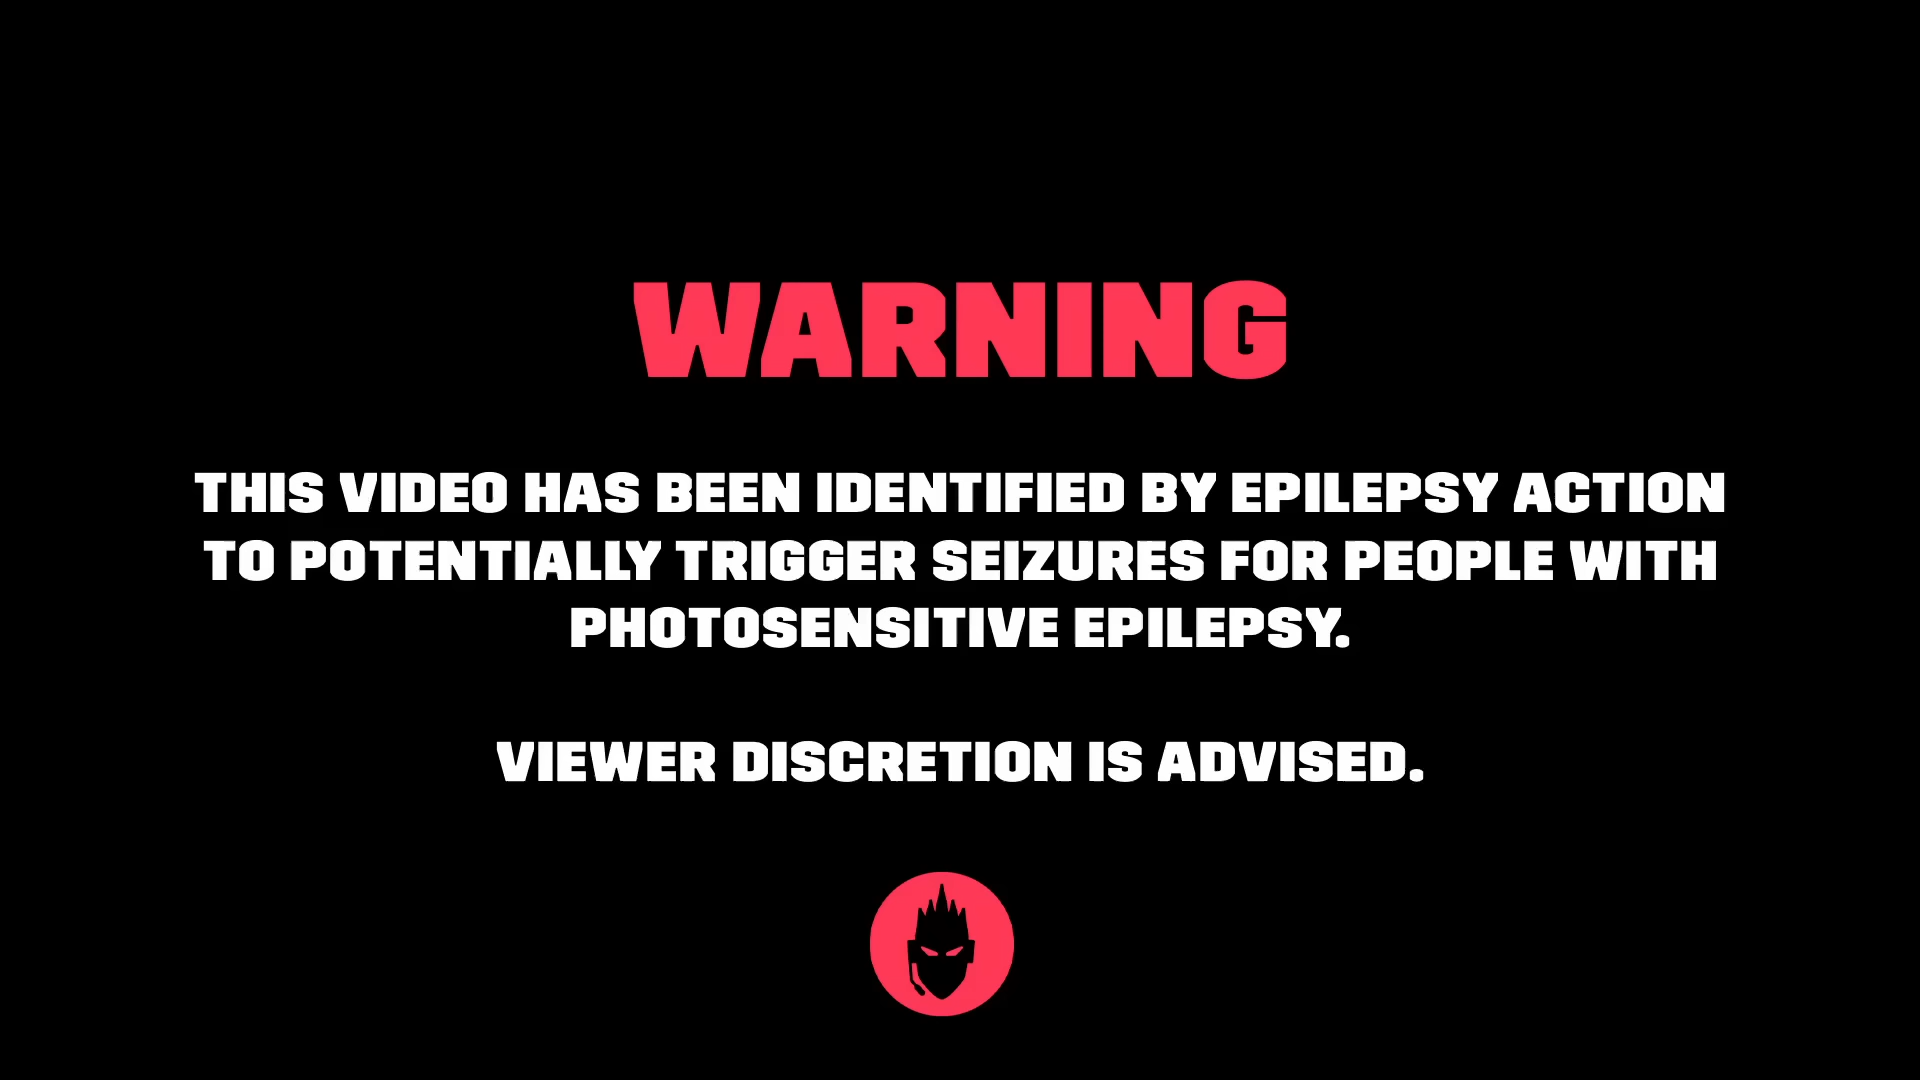 WARNING
THIS VIDEO HAS BEEN IDENTIFIED BY EPILEPSY ACTION
TO POTENTIALLY TRIGGER SEIZURES FOR PEOPLE WITH
PHOTOSENSITIVE EPILEPSY.
VIEWER DISCRETION IS ADVISED.